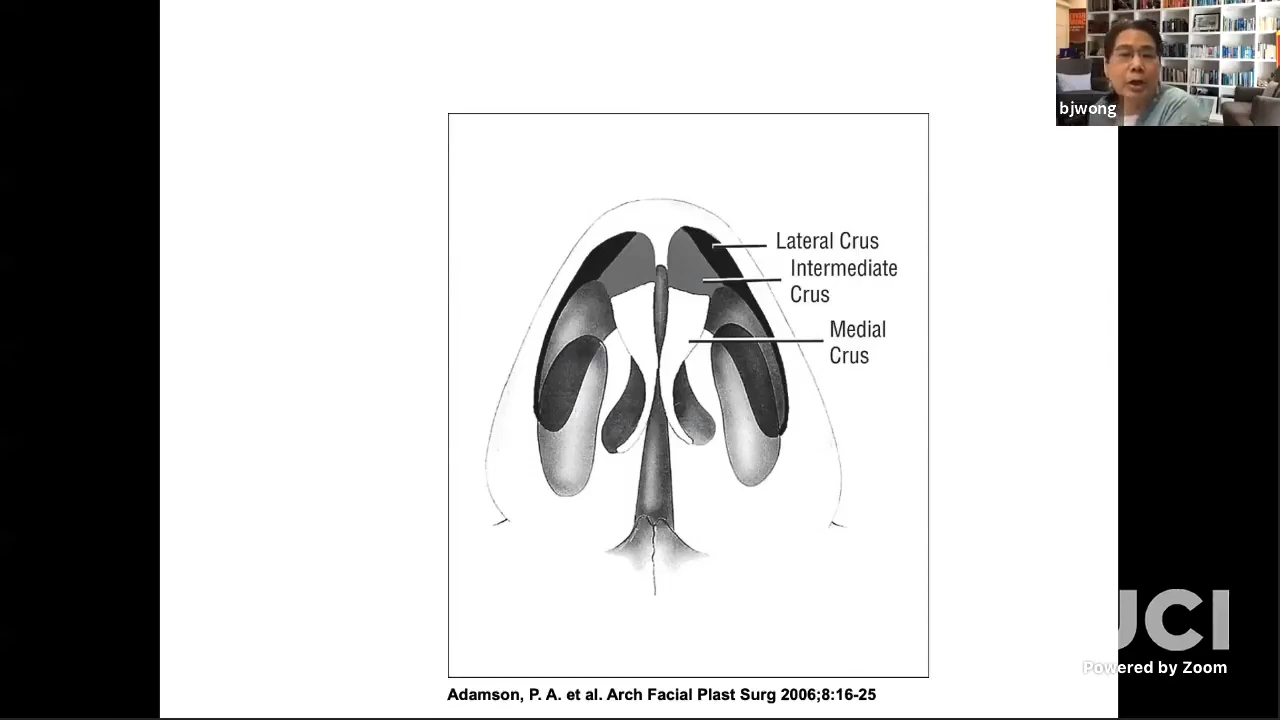 bjwong
Lateral Crus
Intermediate
Crus
Medial
Crus
UCI
Powered by Zoom
Adamson, P. A. et al. Arch Facial Plast Surg 2006;8:16-25